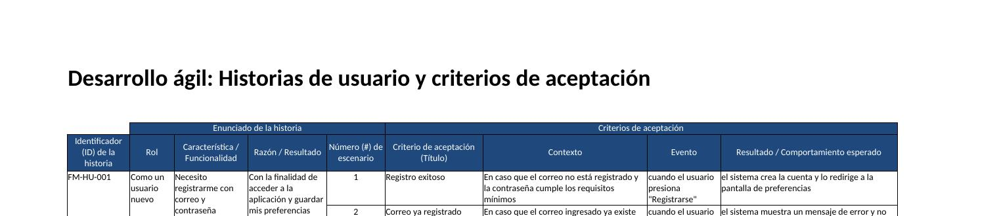 Desarrollo ágil: Historias de usuario y criterios de aceptación
Enunciado de la historia
Criterios de aceptación
Identificador
(ID) de la
historia
Rol
Característica /
Funcionalidad
Razón / Resultado
Número (#) de
escenario
Criterio de aceptación
(Título)
Contexto
Evento
Resultado / Comportamiento esperado
FM-HU-001
Como un
usuario
nuevo
Necesito
registrarme con
correo y
contraseña
Con la finalidad de
acceder a la
aplicación y guardar
mis preferencias
1
Registro exitoso
En caso que el correo no está registrado y
la contraseña cumple los requisitos
mínimos
cuando el usuario
presiona
"Registrarse"
el sistema crea la cuenta y lo redirige a la
pantalla de preferencias
2
Correo ya registrado
En caso que el correo ingresado ya existe
cuando el usuario
el sistema muestra un mensaje de error y no